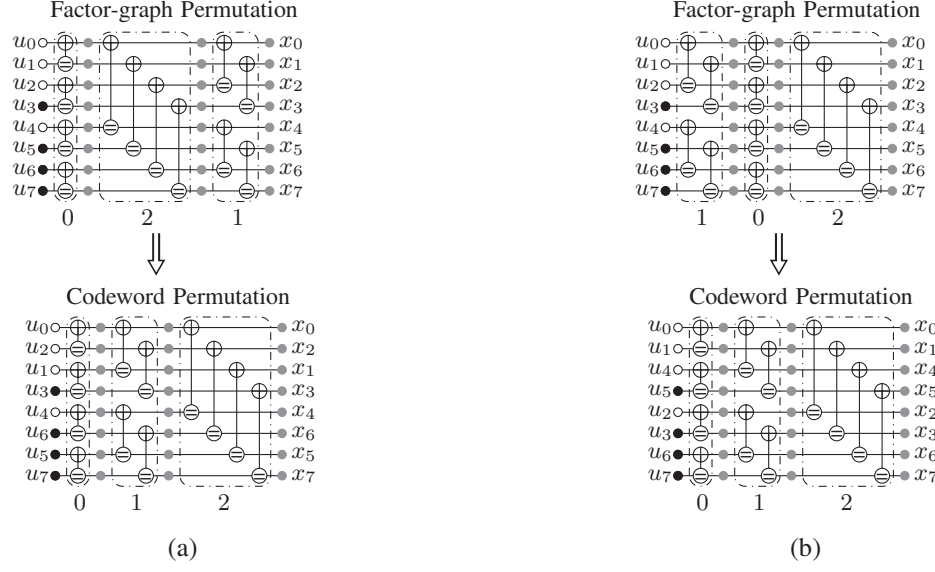 Factor-graph Permutation Factor-graph Permutation
u0 x0 u0 x0
u1 x1 u1 x1
u2 x2 u2 x2
u3 x3 u3 x3
u4 x4 u4 x4
u5 x5 u5 x5
u6 x6 u6 x6
u7 x7 u7 x7
0 2 1 1 0 2
Codeword Permutation Codeword Permutation
u0 x0 u0 x0
u2 x2 u1 x1
u1 x1 u4 x4
u3 x3 u5 x5
u4 x4 u2 x2
u6 x6 u3 x3
u5 x5 u6 x6
u7 x7 u7 x7
0 1 2 0 1 2
(a) (b)